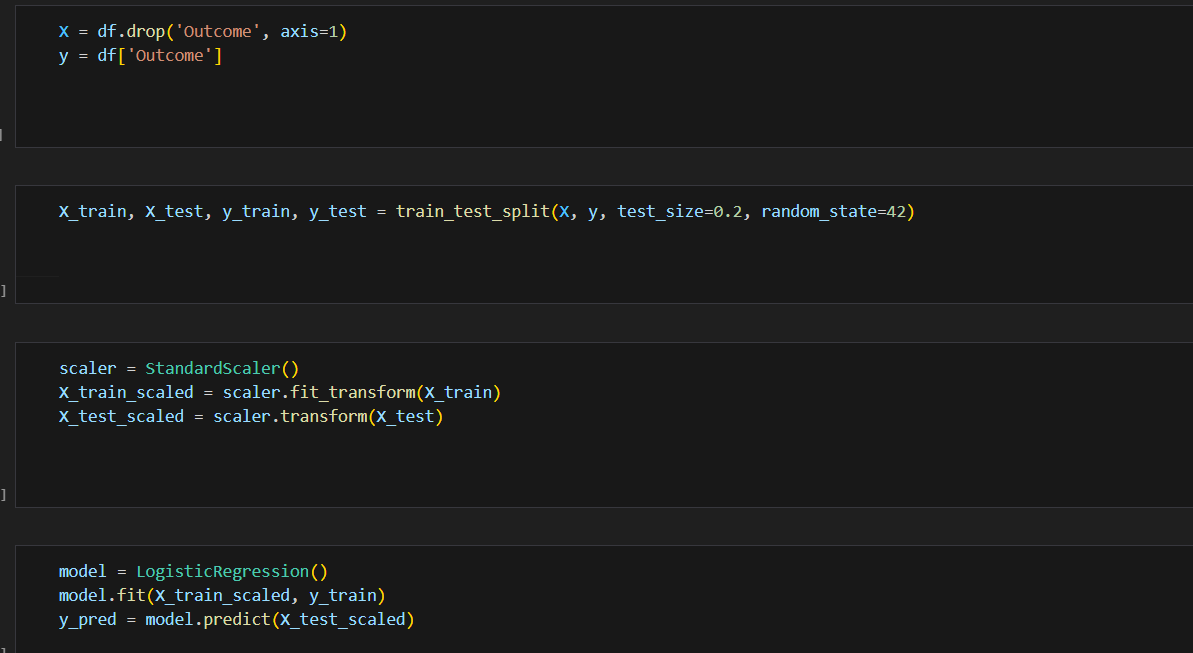 X = df.drop('Outcome', axis=1)
y = df['Outcome']
X_train, X_test, y_train, y_test = train_test_split(X, y, test_size=0.2, random_state=42)
]
scaler = StandardScaler()
X_train_scaled = scaler.fit_transform(X_train)
X_test_scaled = scaler.transform(X_test)
]
model = LogisticRegression()
model.fit(X_train_scaled, y_train)
y_pred = model.predict(X_test_scaled)